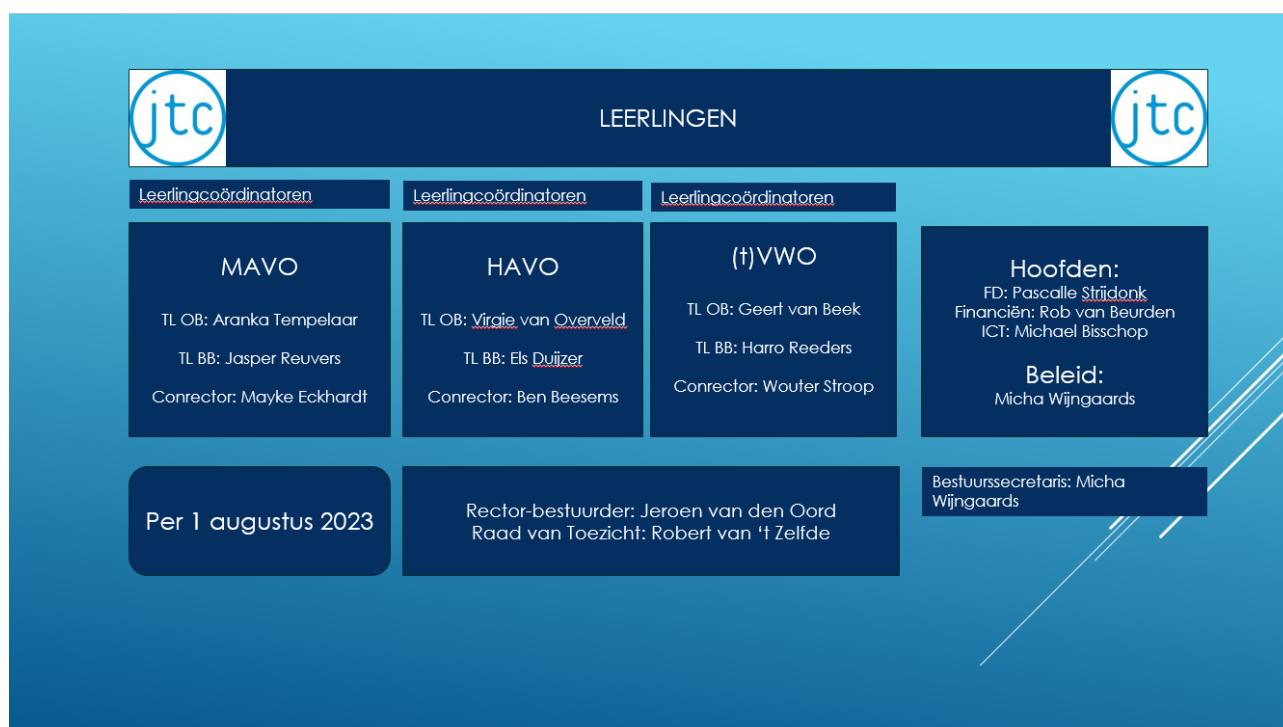 jtc
LEERLINGEN
jtc
Leerlingcoördinatoren
Leerlingcoördinatoren
Leerlingcoördinatoren
MAVO
TL OB: Aranka Tempelaar
TL BB: Jasper Reuvers
Conrector: Mayke Eckhardt
HAVO
TL OB: Virgie van Overveld
TL BB: Els Duijzer
Conrector: Ben Beesems
(t)VWO
TL OB: Geert van Beek
TL BB: Harro Reeders
Conrector: Wouter Stroop
Hoofden:
FD: Pascalle Strijdonk
Financiën: Rob van Beurden
ICT: Michael Bisschop
Beleid:
Micha Wijngaards
Per 1 augustus 2023
Rector-bestuurder: Jeroen van den Oord
Raad van Toezicht: Robert van ‘t Zelfde
Bestuurssecretaris: Micha
Wijngaards